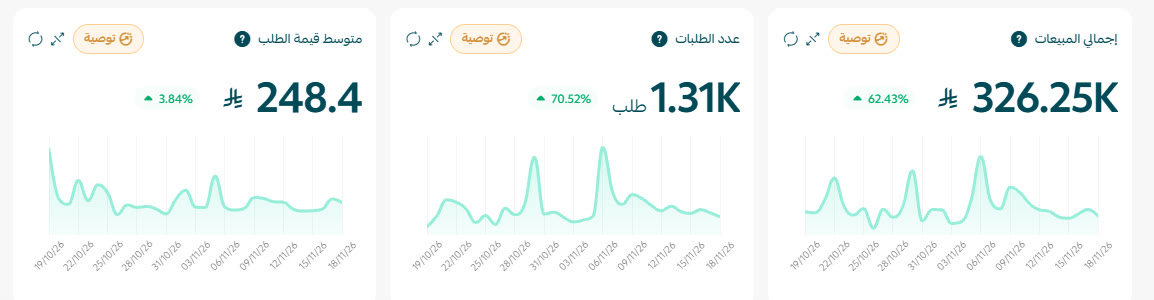 إجمالي المبيعات ? توصية
326.25K 62.43%
19/10/26 22/10/26 25/10/26 28/10/26 31/10/26 03/11/26 06/11/26 09/11/26 12/11/26 15/11/26 18/11/26
عدد الطلبات ? توصية
1.31K طلب 70.52%
19/10/26 22/10/26 25/10/26 28/10/26 31/10/26 03/11/26 06/11/26 09/11/26 12/11/26 15/11/26 18/11/26
متوسط قيمة الطلب ? توصية
248.4 3.84%
19/10/26 22/10/26 25/10/26 28/10/26 31/10/26 03/11/26 06/11/26 09/11/26 12/11/26 15/11/26 18/11/26